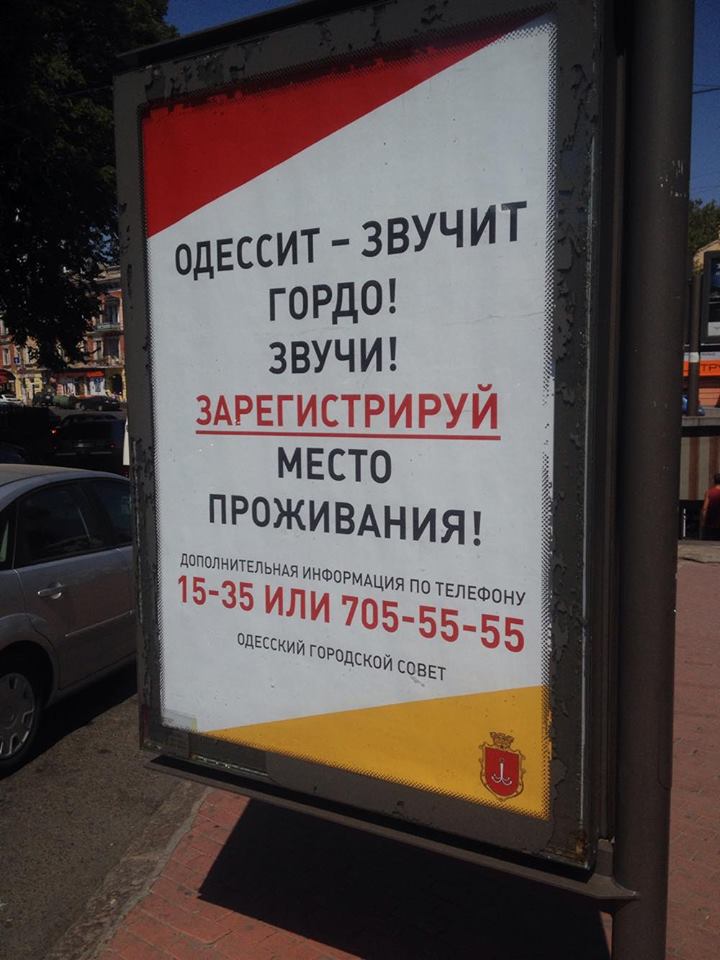 ОДЕССИТ – ЗВУЧИТ
ГОРДО!
ЗВУЧИ!
ЗАРЕГИСТРИРУЙ
МЕСТО
ПРОЖИВАНИЯ!
ДОПОЛНИТЕЛЬНАЯ ИНФОРМАЦИЯ ПО ТЕЛЕФОНУ
15-35 ИЛИ 705-55-55
ОДЕССКИЙ ГОРОДСКОЙ СОВЕТ